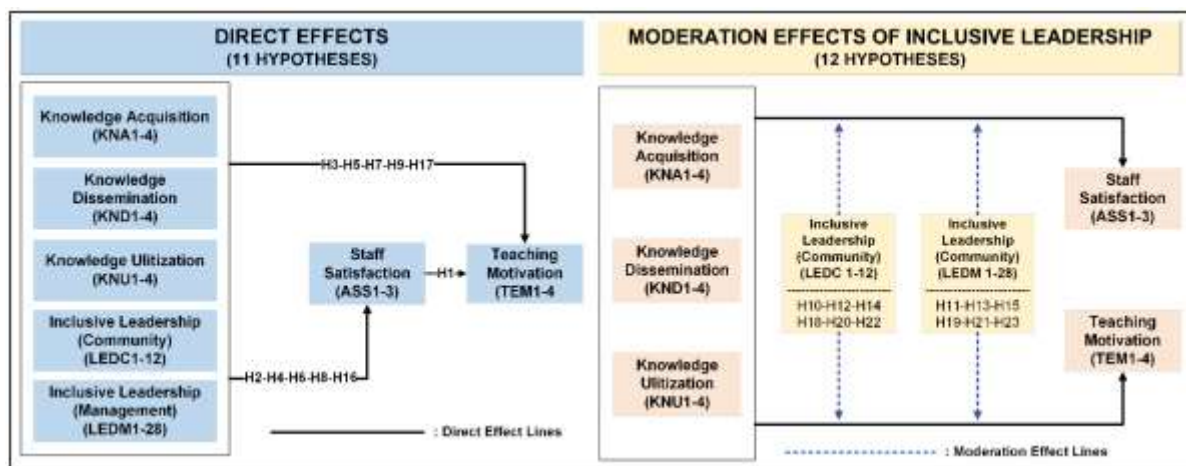 DIRECT EFFECTS
(11 HYPOTHESES)
Knowledge Acquisition
(KNA1-4)
Knowledge
Dissemination
(KND1-4)
Knowledge Ulitization
(KNU1-4)
Inclusive Leadership
(Community)
(LEDC1-12)
Inclusive Leadership
(Management)
(LEDM1-28)
H3-H5-H7-H9-H17
H2-H4-H6-H8-H16
Staff
Satisfaction
(ASS1-3)
H1
Teaching
Motivation
(TEM1-4
: Direct Effect Lines
MODERATION EFFECTS OF INCLUSIVE LEADERSHIP
(12 HYPOTHESES)
Knowledge
Acquisition
(KNA1-4)
Knowledge
Dissemination
(KND1-4)
Knowledge
Ulitization
(KNU1-4)
Inclusive
Leadership
(Community)
(LEDC 1-12)
H10-H12-H14
H18-H20-H22
Inclusive
Leadership
(Community)
(LEDM 1-28)
H11-H13-H15
H19-H21-H23
Staff
Satisfaction
(ASS1-3)
Teaching
Motivation
(TEM1-4)
: Moderation Effect Lines